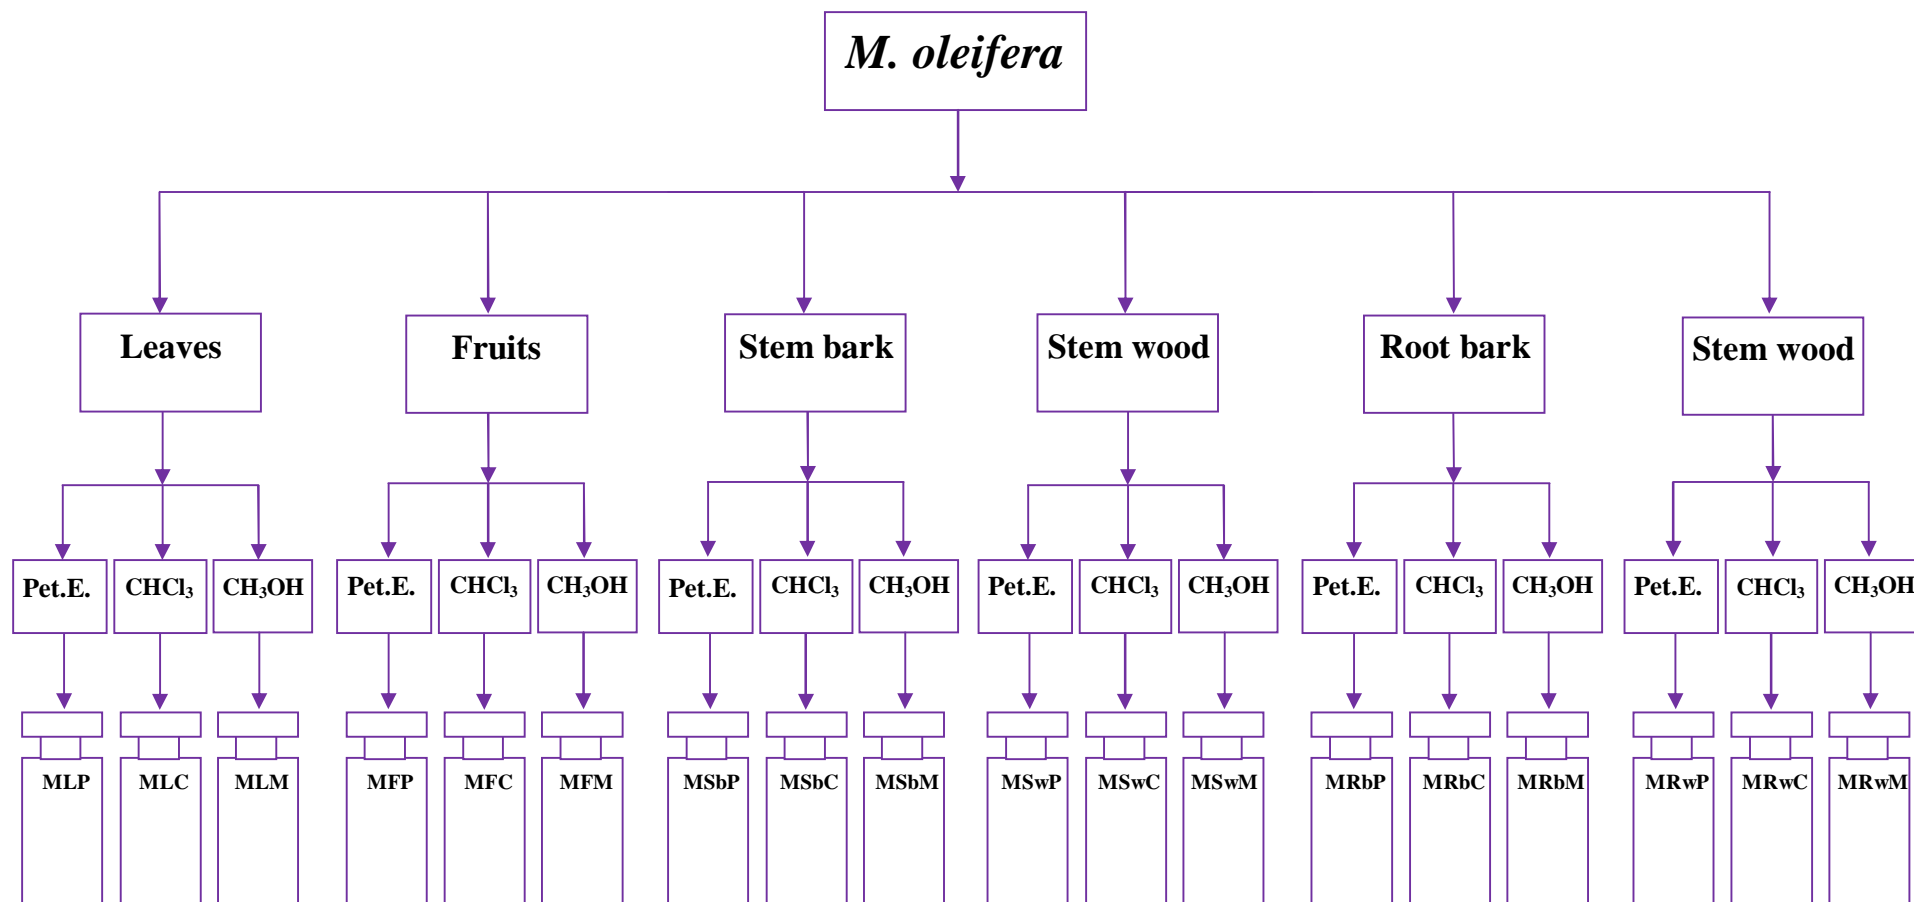 M. oleifera
Leaves
Fruits
Stem bark
Stem wood
Root bark
Stem wood
Pet.E.
CHCl₃
CH₃OH
Pet.E.
CHCl₃
CH₃OH
Pet.E.
CHCl₃
CH₃OH
Pet.E.
CHCl₃
CH₃OH
Pet.E.
CHCl₃
CH₃OH
Pet.E.
CHCl₃
CH₃OH
MLP
MLC
MLM
MFP
MFC
MFM
MSbP
MSbC
MSbM
MSwP
MSwC
MSwM
MRbP
MRbC
MRbM
MRwP
MRwC
MRwM